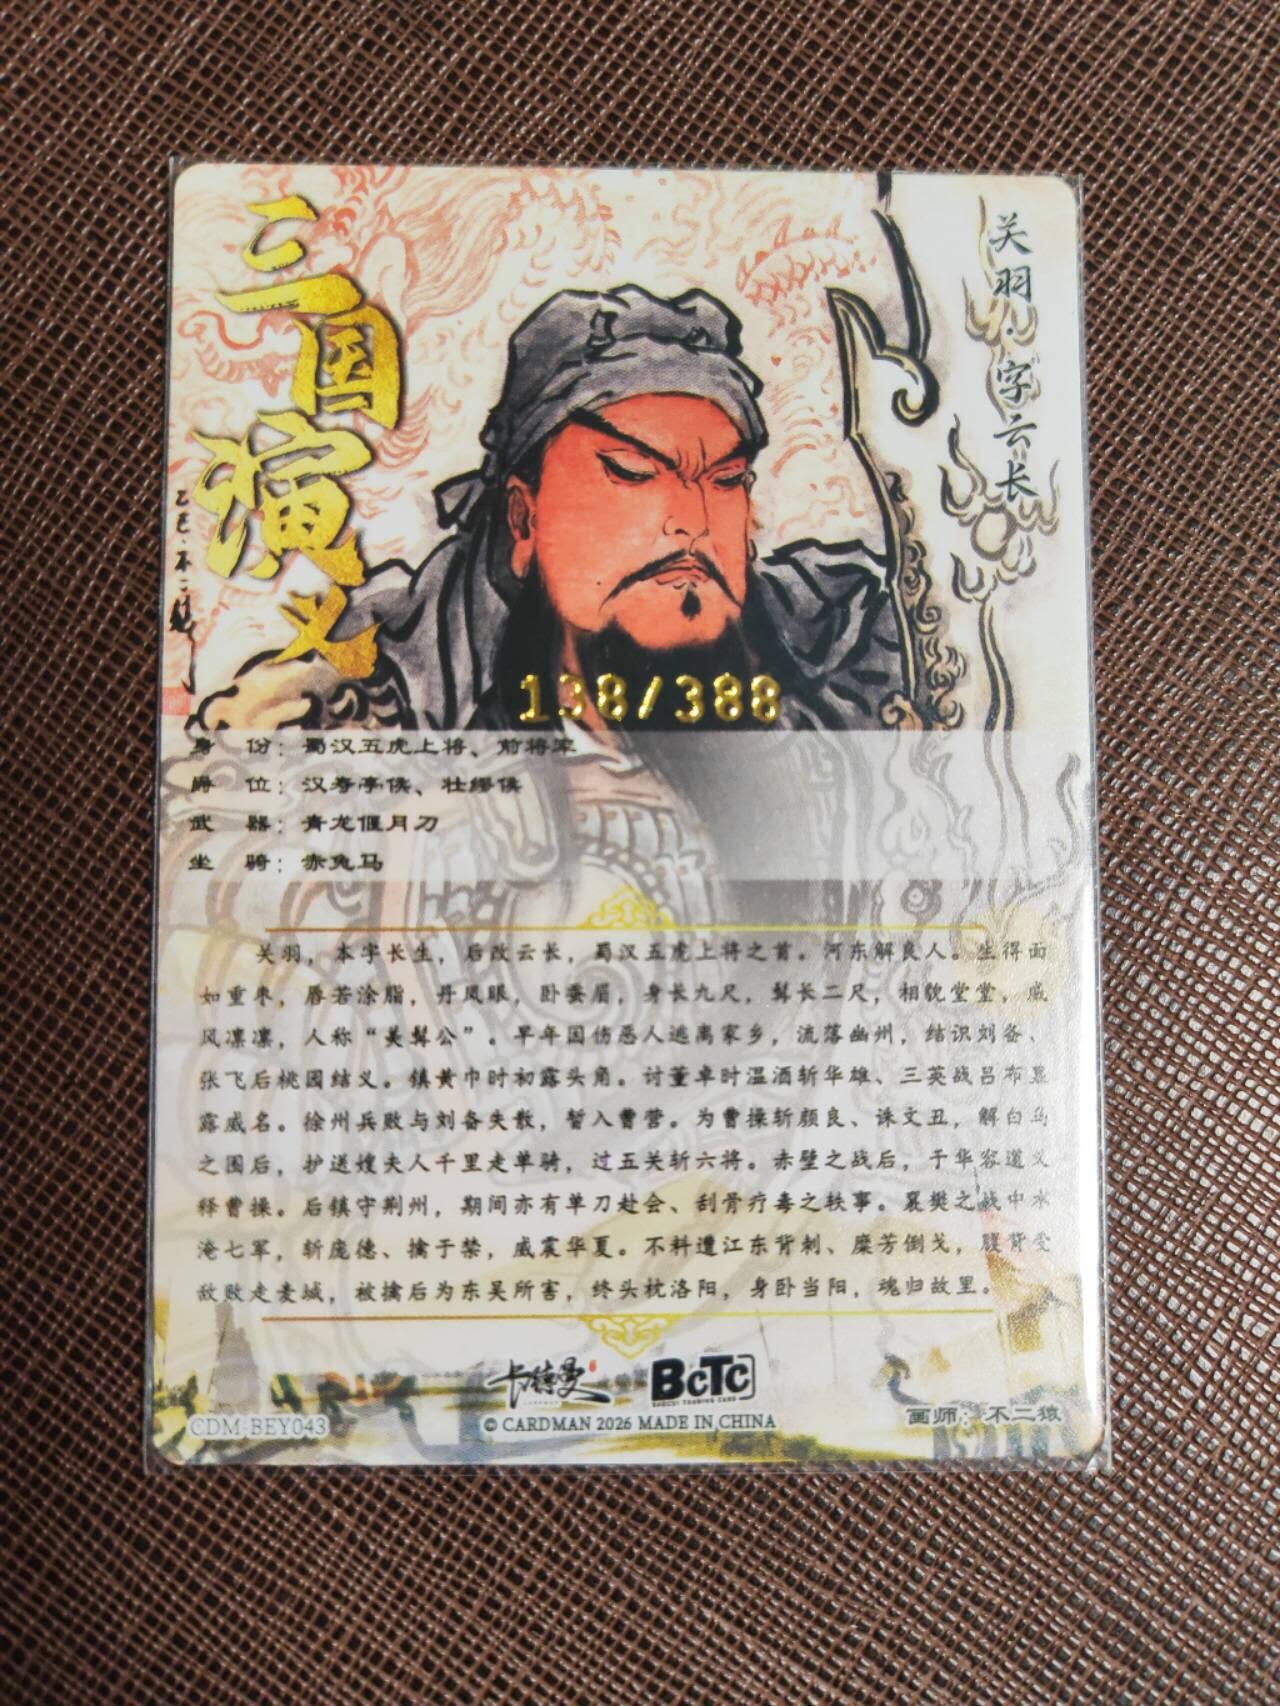 三国演义
关羽·字云长
乙巳·不二猿
138/388
身 份：蜀汉五虎上将、前将军
爵 位：汉寿亭侯、壮缪侯
武 器：青龙偃月刀
坐 骑：赤兔马
关羽，本字长生，后改云长，蜀汉五虎上将之首。河东解良人。生得面
如重枣，唇若涂脂，丹凤眼，卧蚕眉，身长九尺，髯长二尺，相貌堂堂，威
风凛凛，人称“美髯公”。早年因伤恶人逃离家乡，流落幽州，结识刘备、
张飞后桃园结义。镇黄巾时初露头角。讨董卓时温酒斩华雄、三英战吕布显
露威名。徐州兵败与刘备失散，暂入曹营。为曹操斩颜良、诛文丑，解白马
之围后，护送嫂夫人千里走单骑，过五关斩六将。赤壁之战后，于华容道义
释曹操。后镇守荆州，期间亦有单刀赴会、刮骨疗毒之轶事。襄樊之战中水
淹七军，斩庞德、擒于禁，威震华夏。不料遭江东背刺、糜芳倒戈，腹背受
敌败走麦城，被擒后为东吴所害，终头枕洛阳，身卧当阳，魂归故里。
卡德曼
BCTC
CDM-BEY043
© CARDMAN 2026 MADE IN CHINA
画师：不二猿